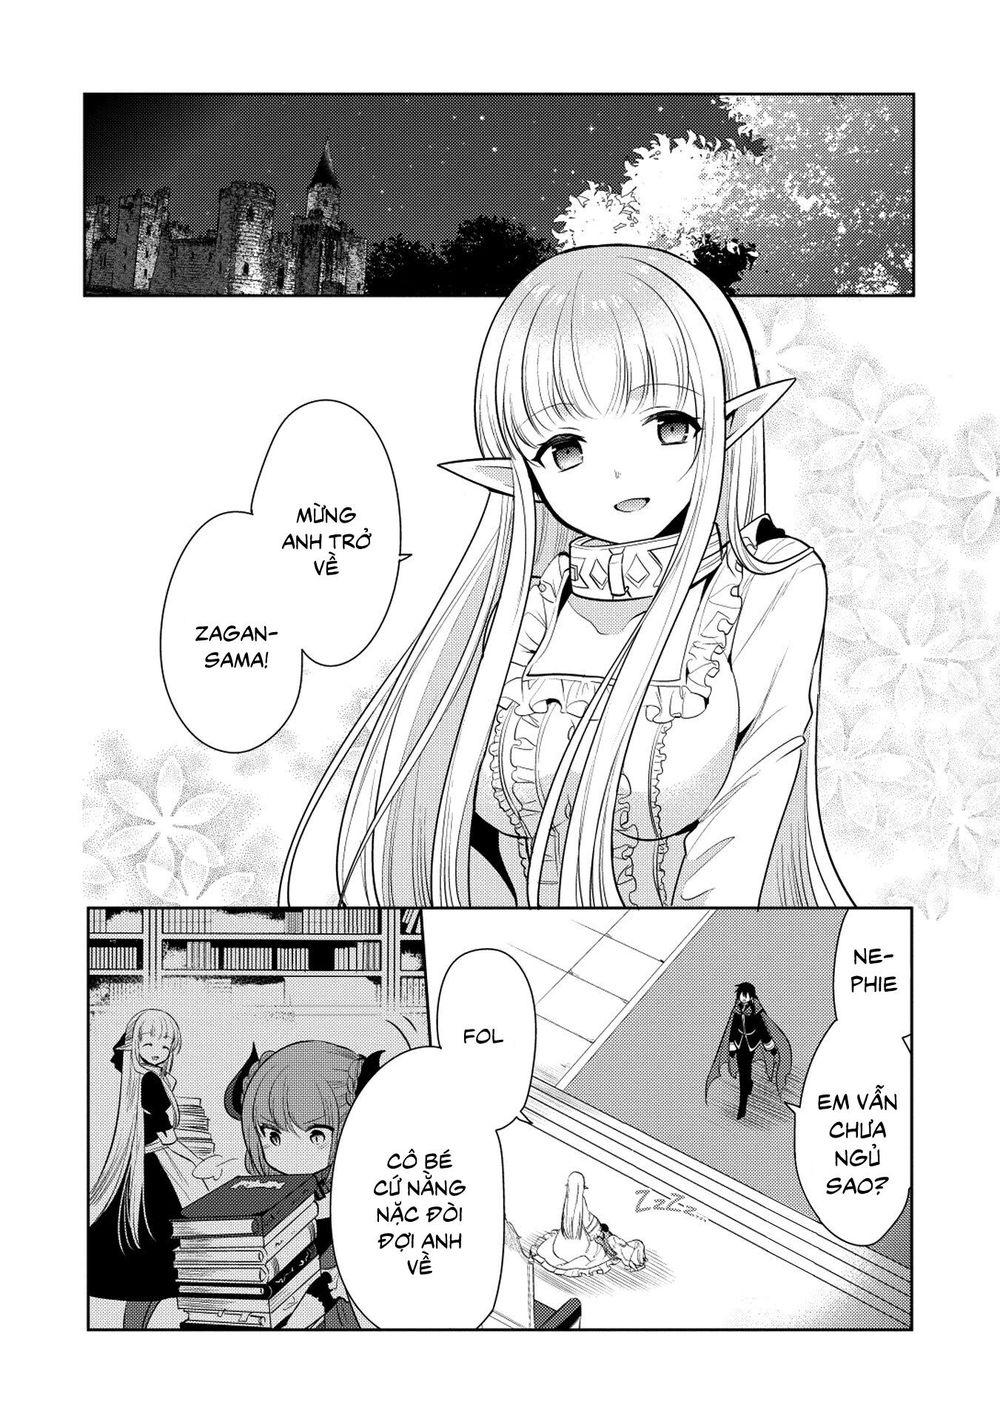 MỪNG
ANH TRỞ
VỀ
ZAGAN-
SAMA!
NE-
PHIE
EM VẪN
CHƯA
NGỦ
SAO?
FOL
CÔ BÉ
CỨ NẰNG
NẶC ĐÒI
ĐỢI ANH
VỀ
ZZZZ...